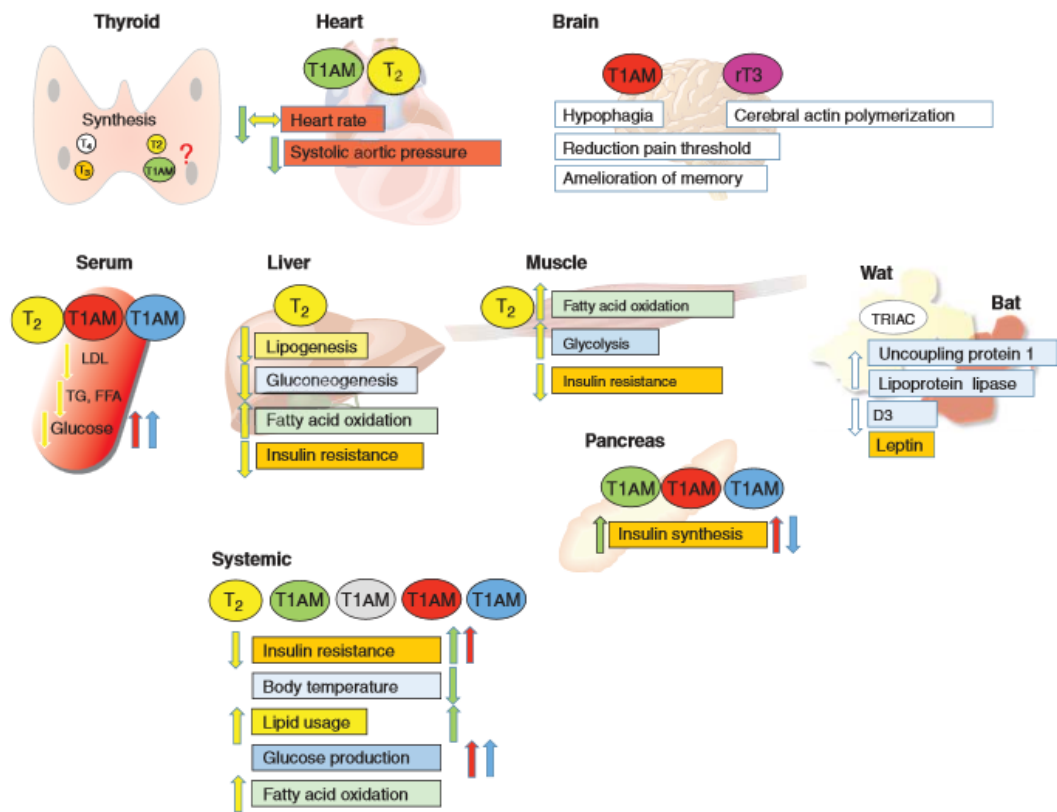 Thyroid
Synthesis
T4
T2
T3
T1AM
?
Heart
T1AM
T2
Heart rate
Systolic aortic pressure
Brain
T1AM
rT3
Hypophagia
Cerebral actin polymerization
Reduction pain threshold
Amelioration of memory
Serum
T2
T1AM
T1AM
LDL
TG, FFA
Glucose
Liver
T2
Lipogenesis
Gluconeogenesis
Fatty acid oxidation
Insulin resistance
Muscle
T2
Fatty acid oxidation
Glycolysis
Insulin resistance
Wat
Bat
TRIAC
Uncoupling protein 1
Lipoprotein lipase
D3
Leptin
Pancreas
T1AM
T1AM
T1AM
Insulin synthesis
Systemic
T2
T1AM
T1AM
T1AM
T1AM
Insulin resistance
Body temperature
Lipid usage
Glucose production
Fatty acid oxidation